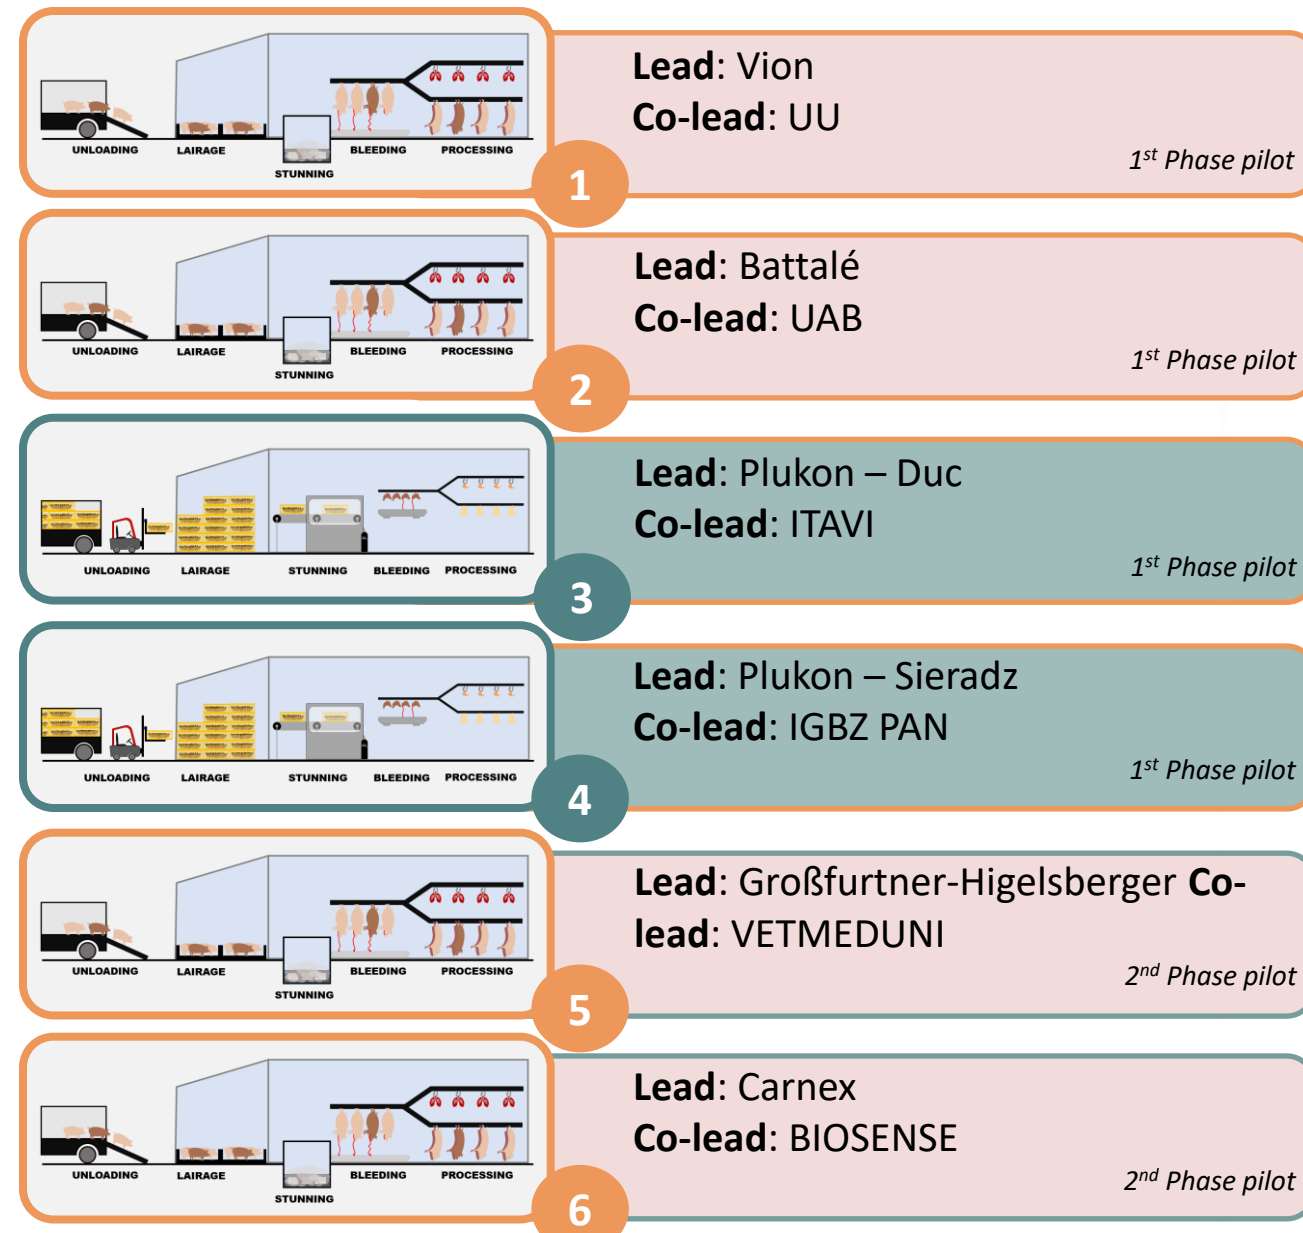 Lead: Vion
Co-lead: UU
1st Phase pilot
UNLOADING LAIRAGE BLEEDING PROCESSING
STUNNING
1
Lead: Battalé
Co-lead: UAB
1st Phase pilot
UNLOADING LAIRAGE BLEEDING PROCESSING
STUNNING
2
Lead: Plukon – Duc
Co-lead: ITAVI
1st Phase pilot
UNLOADING LAIRAGE STUNNING BLEEDING PROCESSING
3
Lead: Plukon – Sieradz
Co-lead: IGBZ PAN
1st Phase pilot
UNLOADING LAIRAGE STUNNING BLEEDING PROCESSING
4
Lead: Großfurtner-Higelsberger Co-
lead: VETMEDUNI
2nd Phase pilot
UNLOADING LAIRAGE BLEEDING PROCESSING
STUNNING
5
Lead: Carnex
Co-lead: BIOSENSE
2nd Phase pilot
UNLOADING LAIRAGE BLEEDING PROCESSING
STUNNING
6